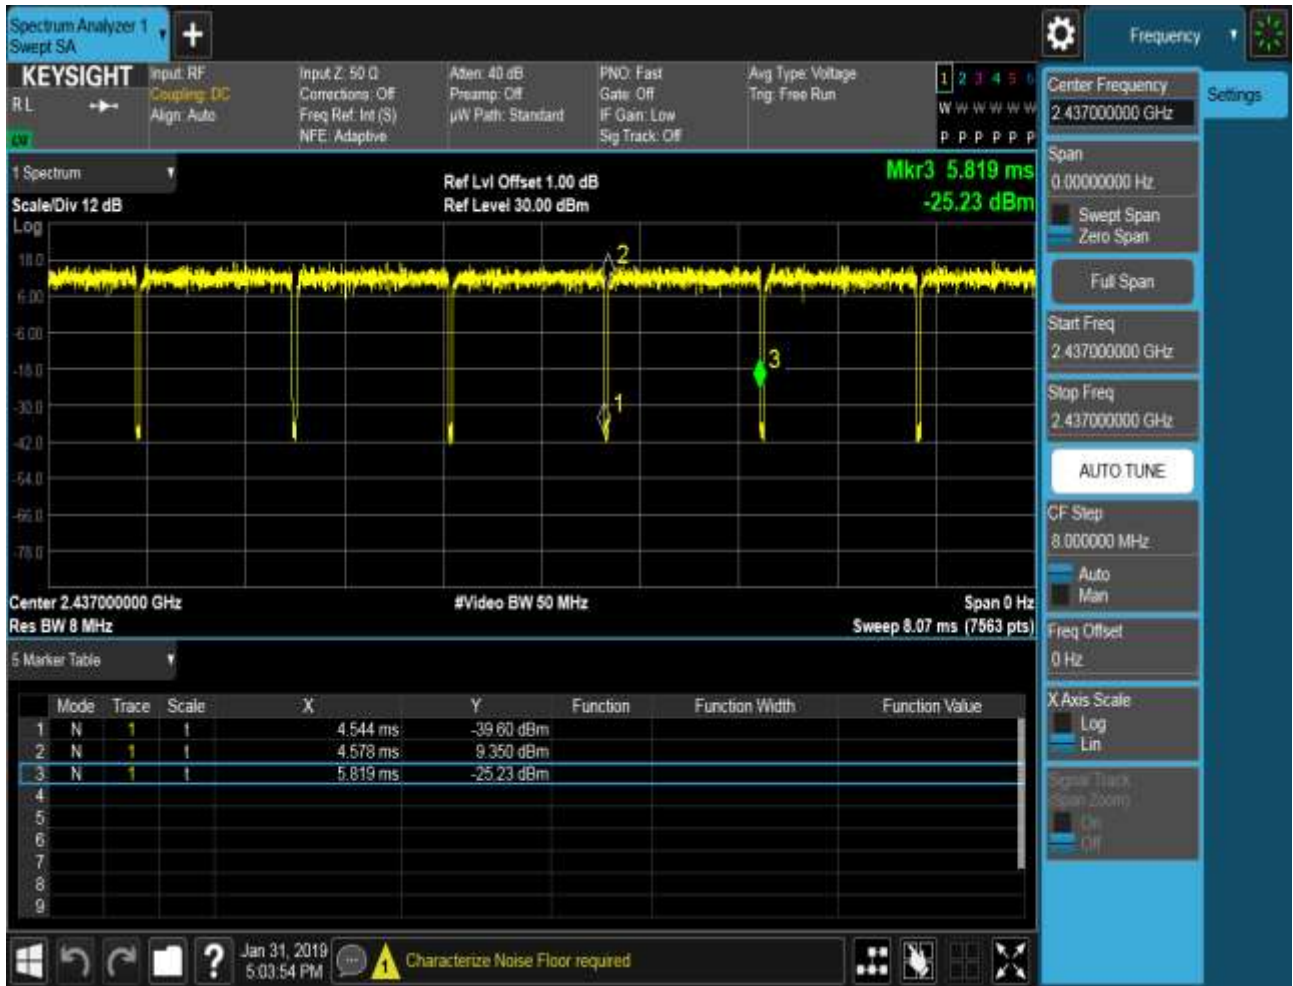 Spectrum Analyzer 1
Swept SA
+
Frequency
KEYSIGHT
R L
Input: RF
Coupling: DC
Align: Auto
Input Z: 50 Ω
Corrections: Off
Freq Ref: Int (S)
NFE: Adaptive
Atten: 40 dB
Preamp: Off
µW Path: Standard
PNO: Fast
Gate: Off
IF Gain: Low
Sig Track: Off
Avg Type: Voltage
Trig: Free Run
1 2 3 4 5 6
W W W W W W
P P P P P P
1 Spectrum
Scale/Div 12 dB
Ref Lvl Offset 1.00 dB
Ref Level 30.00 dBm
Mkr3 5.819 ms
-25.23 dBm
Log
18.0
6.00
-6.00
-18.0
-30.0
-42.0
-54.0
-66.0
-78.0
2
3
1
Center 2.437000000 GHz
#Video BW 50 MHz
Span 0 Hz
Res BW 8 MHz
Sweep 8.07 ms (7563 pts)
5 Marker Table
Mode Trace Scale X Y Function Function Width Function Value
1 N 1 t 4.544 ms -39.60 dBm
2 N 1 t 4.578 ms 9.350 dBm
3 N 1 t 5.819 ms -25.23 dBm
4
5
6
7
8
9
Jan 31, 2019
5:03:54 PM
?
1
Characterize Noise Floor required
Center Frequency
2.437000000 GHz
Settings
Span
0.00000000 Hz
Swept Span
Zero Span
Full Span
Start Freq
2.437000000 GHz
Stop Freq
2.437000000 GHz
AUTO TUNE
CF Step
8.000000 MHz
Auto
Man
Freq Offset
0 Hz
X Axis Scale
Log
Lin
Signal Track
(Span Zoom)
On
Off